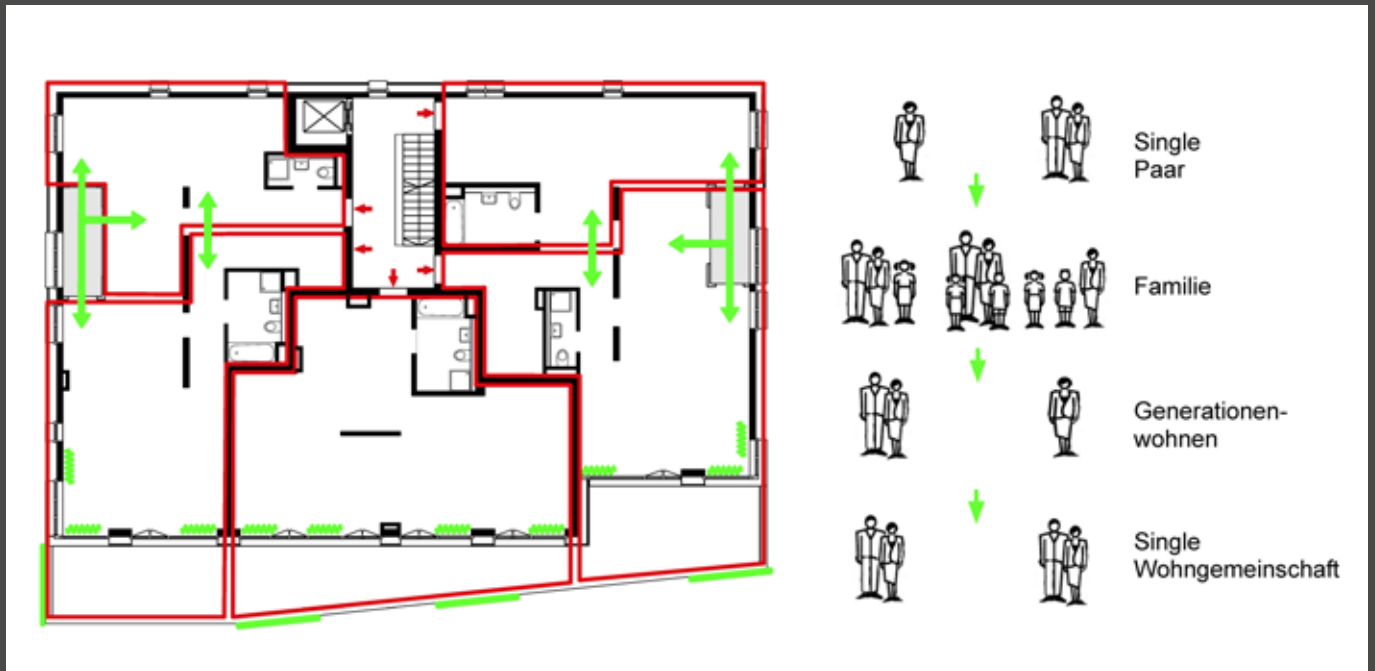 Single
Paar
Familie
Generationen-
wohnen
Single
Wohngemeinschaft